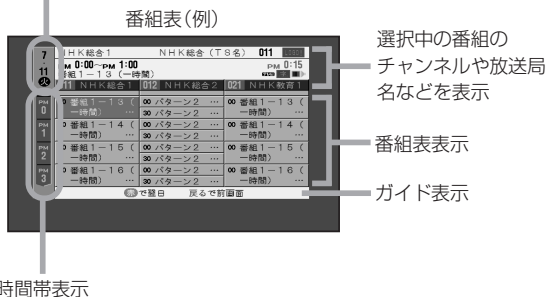 番組表(例)
7
11
火
NHK総合1 NHK総合(TS名) 011
PM 0:00~PM 1:00 PM 0:15
番組1-13(一時間)
011 NHK総合1 012 NHK総合2 021 NHK教育1
PM 0
00 番組1-13( 00 パターン2 … 00 番組1-13(
一時間) … 30 パターン2 … 一時間) …
PM 1
番組1-14( 00 パターン2 … 00 番組1-14(
一時間) … 30 パターン2 … 一時間) …
PM 2
番組1-15( 00 パターン2 … 00 番組1-15(
一時間) … 30 パターン2 … 一時間) …
PM 3
番組1-16( 00 パターン2 … 00 番組1-16(
一時間) … 30 パターン2 … 一時間) …
赤 で翌日 戻るで前画面
選択中の番組の
チャンネルや放送局
名などを表示
番組表表示
ガイド表示
時間帯表示